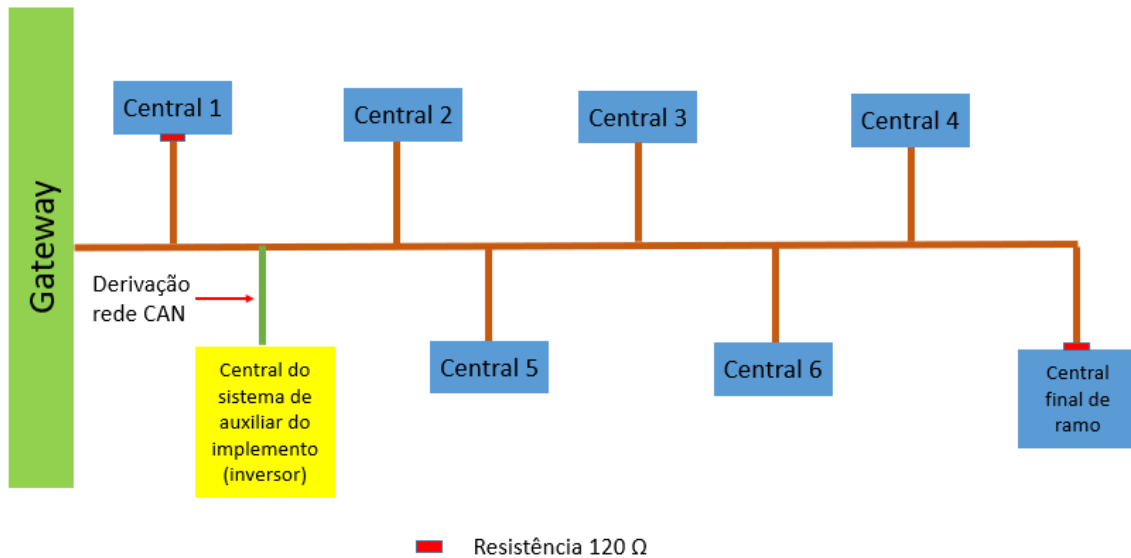 Gateway
Central 1
Central 2
Central 3
Central 4
Derivação
rede CAN
Central do
sistema de
auxiliar do
implemento
(inversor)
Central 5
Central 6
Central
final de
ramo
Resistência 120 Ω